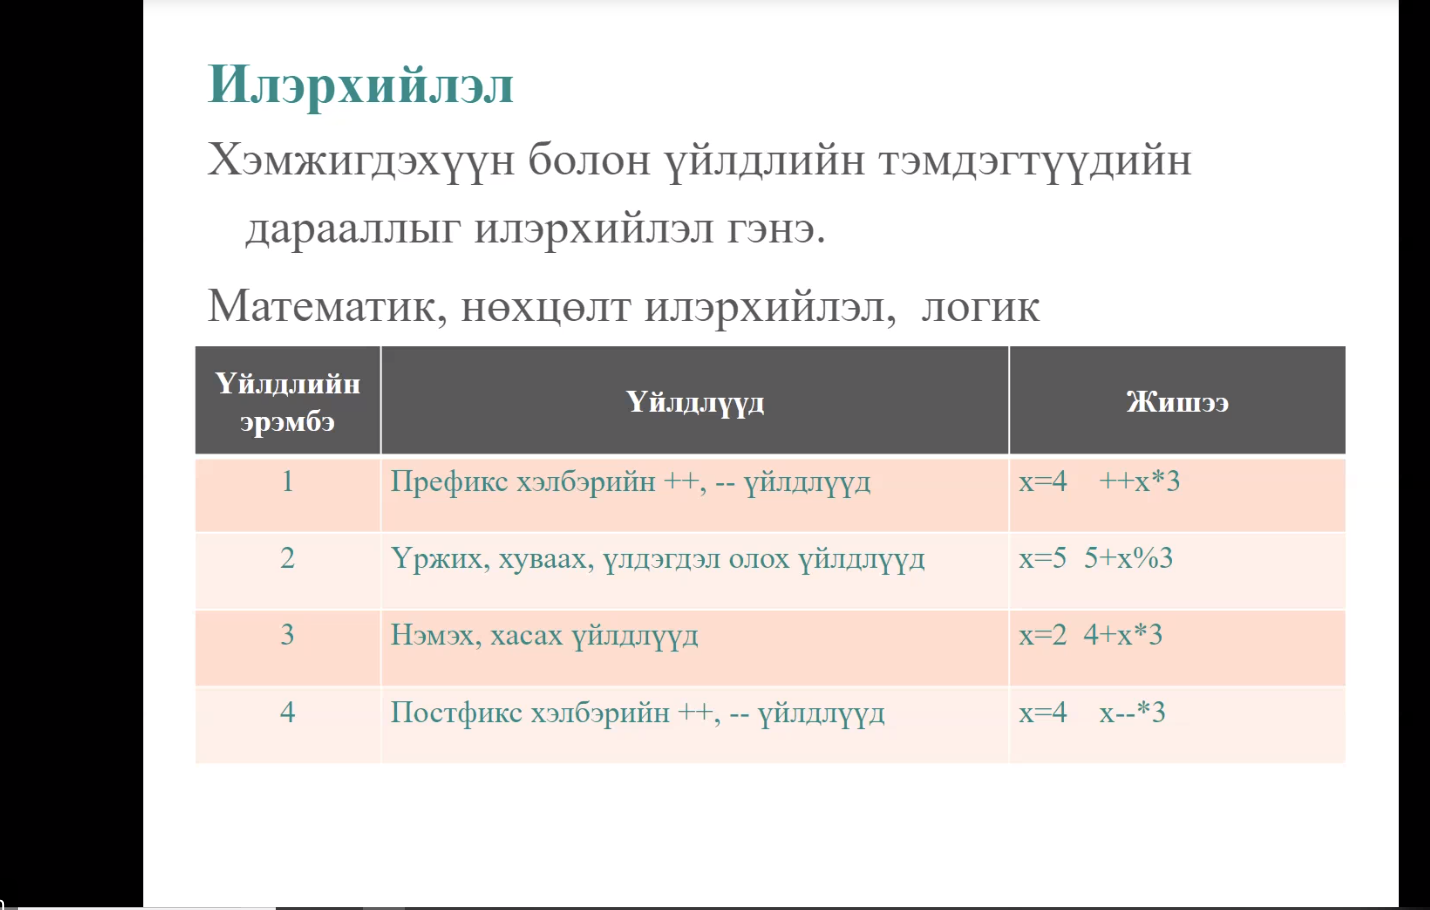 Илэрхийлэл
Хэмжигдэхүүн болон үйлдлийн тэмдэгтүүдийн
дарааллыг илэрхийлэл гэнэ.
Математик, нөхцөлт илэрхийлэл, логик
Үйлдлийн
эрэмбэ
Үйлдлүүд
Жишээ
1
Префикс хэлбэрийн ++, -- үйлдлүүд
x=4 ++x*3
2
Үржих, хуваах, үлдэгдэл олох үйлдлүүд
x=5 5+x%3
3
Нэмэх, хасах үйлдлүүд
x=2 4+x*3
4
Постфикс хэлбэрийн ++, -- үйлдлүүд
x=4 x--*3